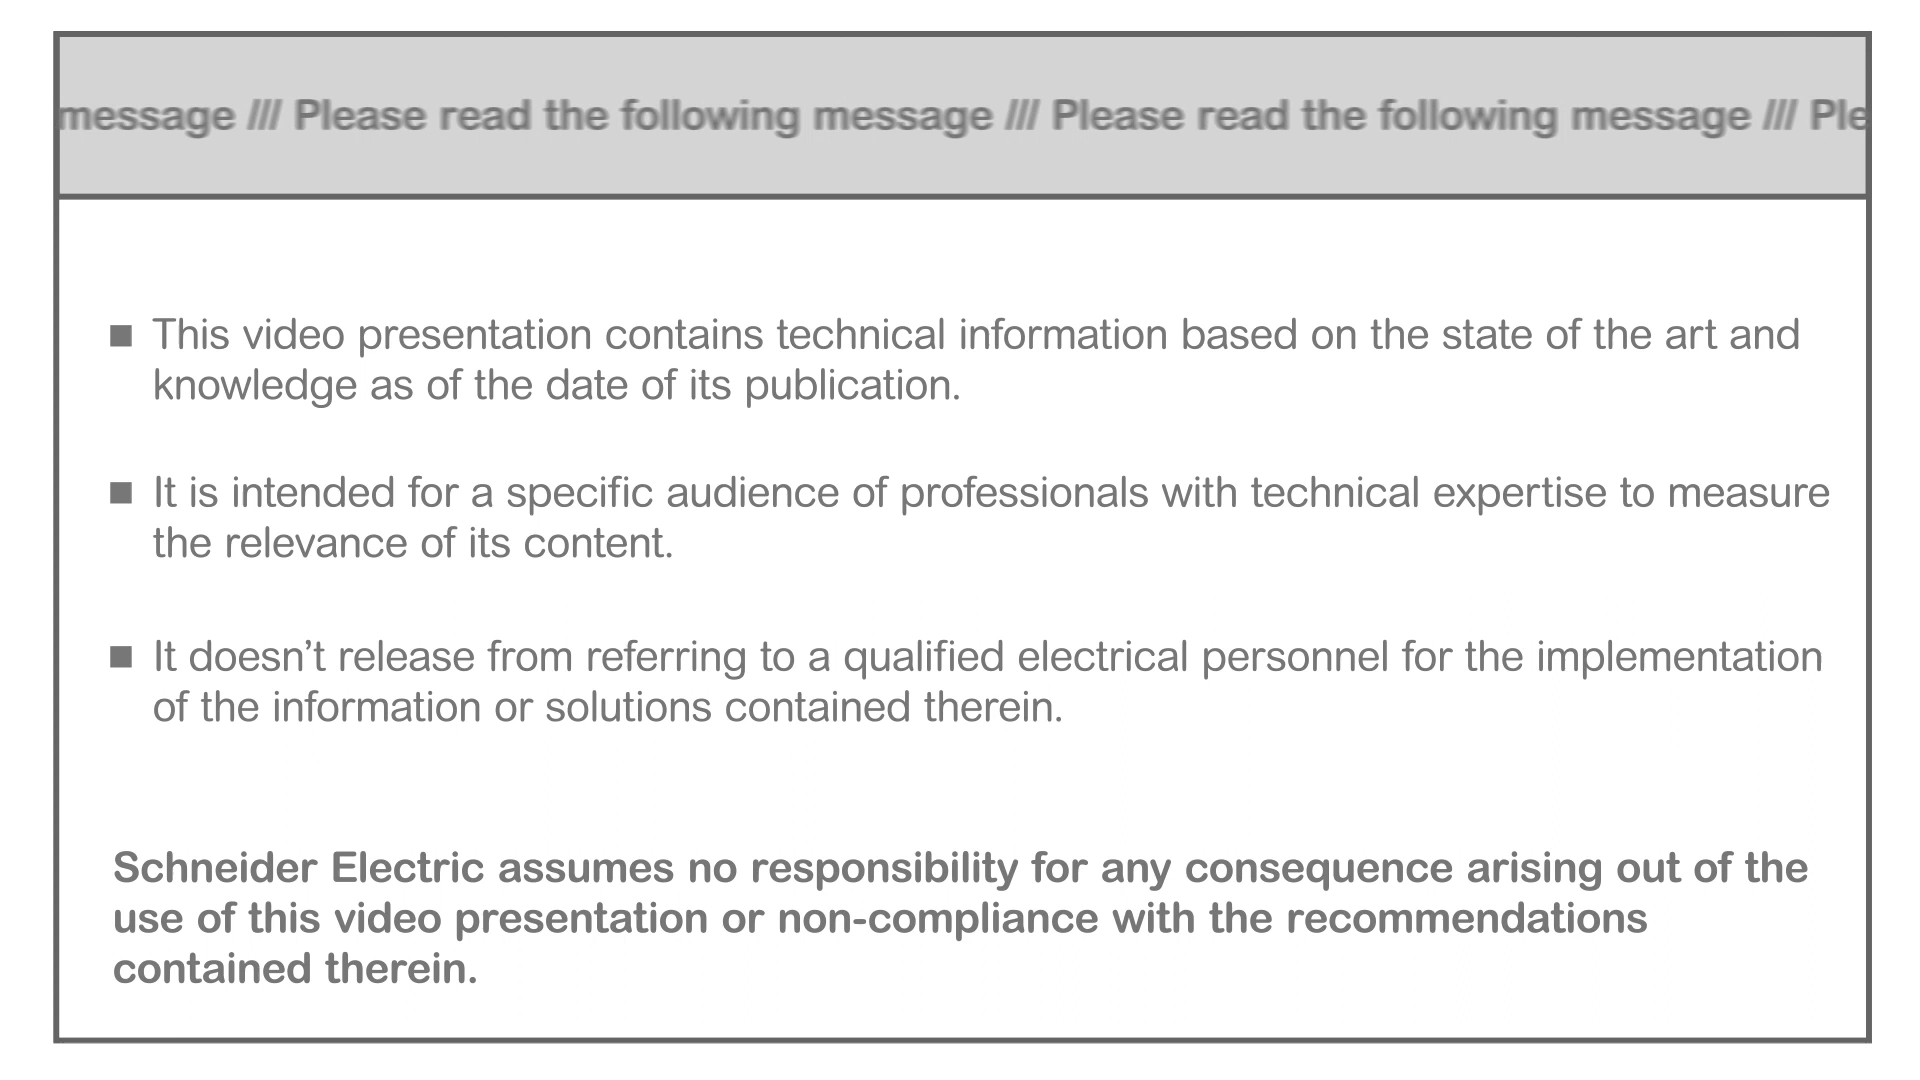 message /// Please read the following message /// Please read the following message /// Ple
■ This video presentation contains technical information based on the state of the art and
knowledge as of the date of its publication.
■ It is intended for a specific audience of professionals with technical expertise to measure
the relevance of its content.
■ It doesn’t release from referring to a qualified electrical personnel for the implementation
of the information or solutions contained therein.
Schneider Electric assumes no responsibility for any consequence arising out of the
use of this video presentation or non-compliance with the recommendations
contained therein.